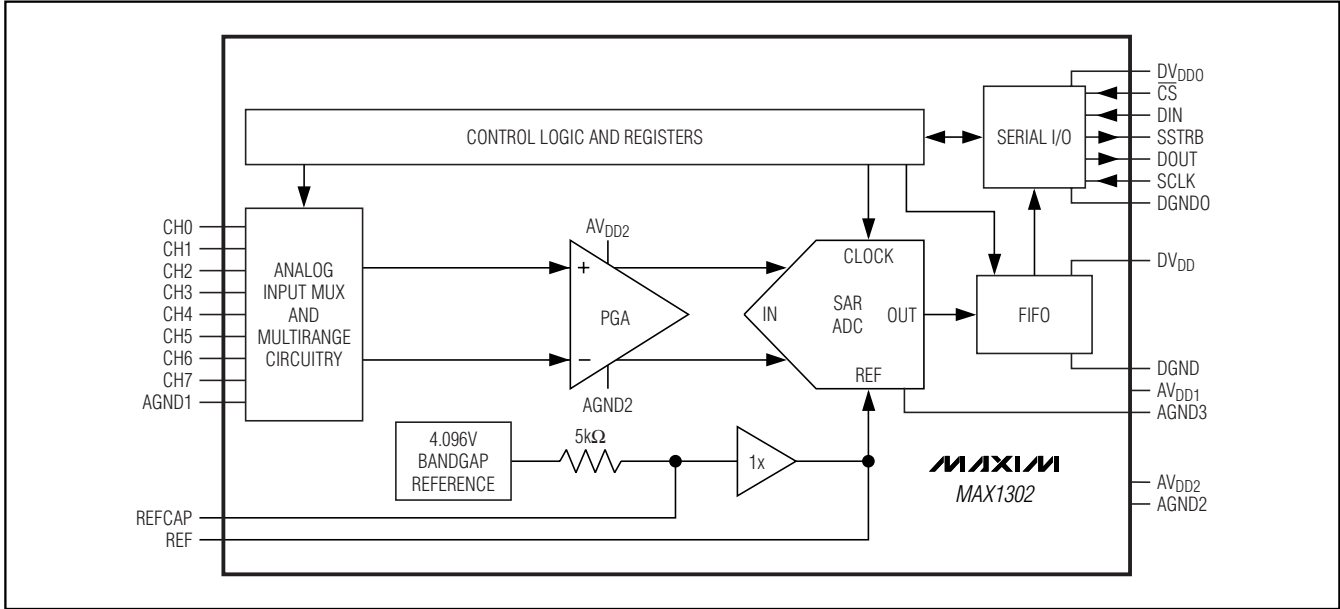 CONTROL LOGIC AND REGISTERS
SERIAL I/O
DVDDO
CS
DIN
SSTRB
DOUT
SCLK
DGNDO
CH0
CH1
CH2
CH3
CH4
CH5
CH6
CH7
AGND1
ANALOG
INPUT MUX
AND
MULTIRANGE
CIRCUITRY
AVDD2
+
PGA
−
AGND2
CLOCK
IN
SAR
ADC
OUT
REF
FIFO
DVDD
DGND
AVDD1
AGND3
4.096V
BANDGAP
REFERENCE
5kΩ
1x
MAXIM
MAX1302
AVDD2
AGND2
REFCAP
REF